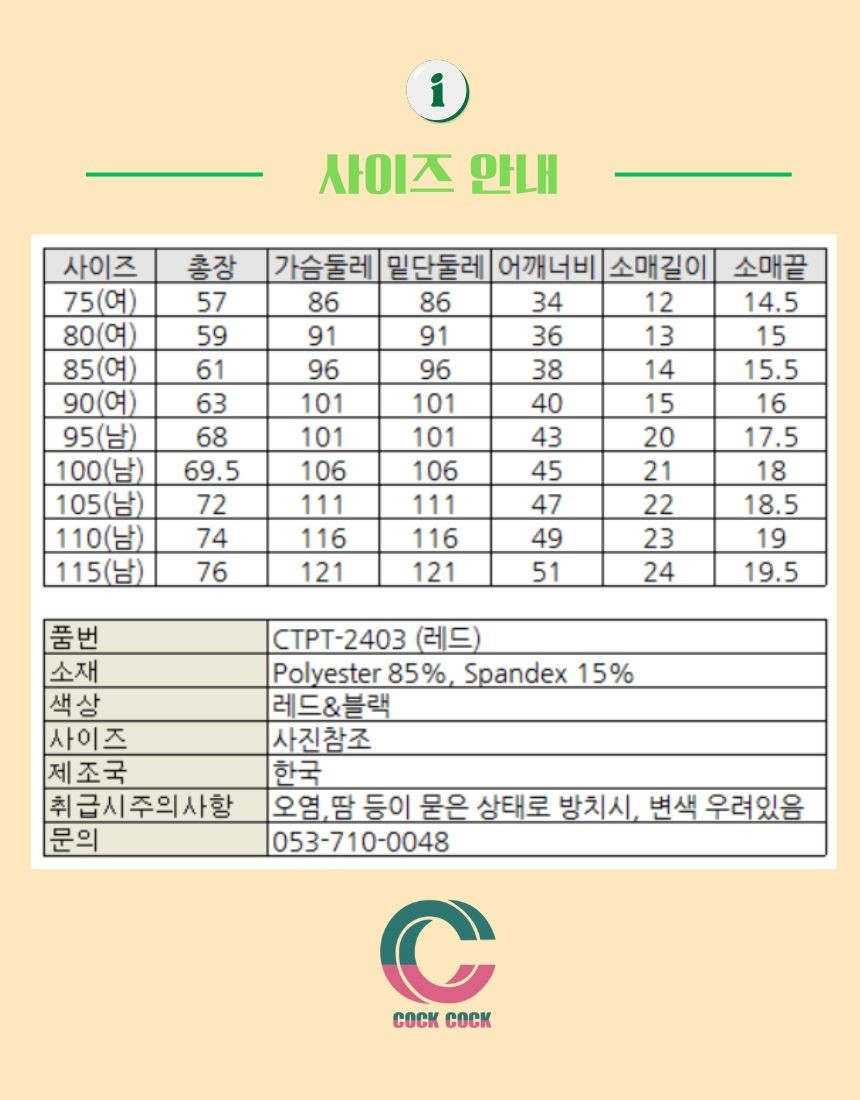 i
사이즈 안내
사이즈 총장 가슴둘레 밑단둘레 어깨너비 소매길이 소매끝
75(여) 57 86 86 34 12 14.5
80(여) 59 91 91 36 13 15
85(여) 61 96 96 38 14 15.5
90(여) 63 101 101 40 15 16
95(남) 68 101 101 43 20 17.5
100(남) 69.5 106 106 45 21 18
105(남) 72 111 111 47 22 18.5
110(남) 74 116 116 49 23 19
115(남) 76 121 121 51 24 19.5
품번 CTPT-2403 (레드)
소재 Polyester 85%, Spandex 15%
색상 레드&블랙
사이즈 사진참조
제조국 한국
취급시주의사항 오염,땀 등이 묻은 상태로 방치시, 변색 우려있음
문의 053-710-0048
COCK COCK